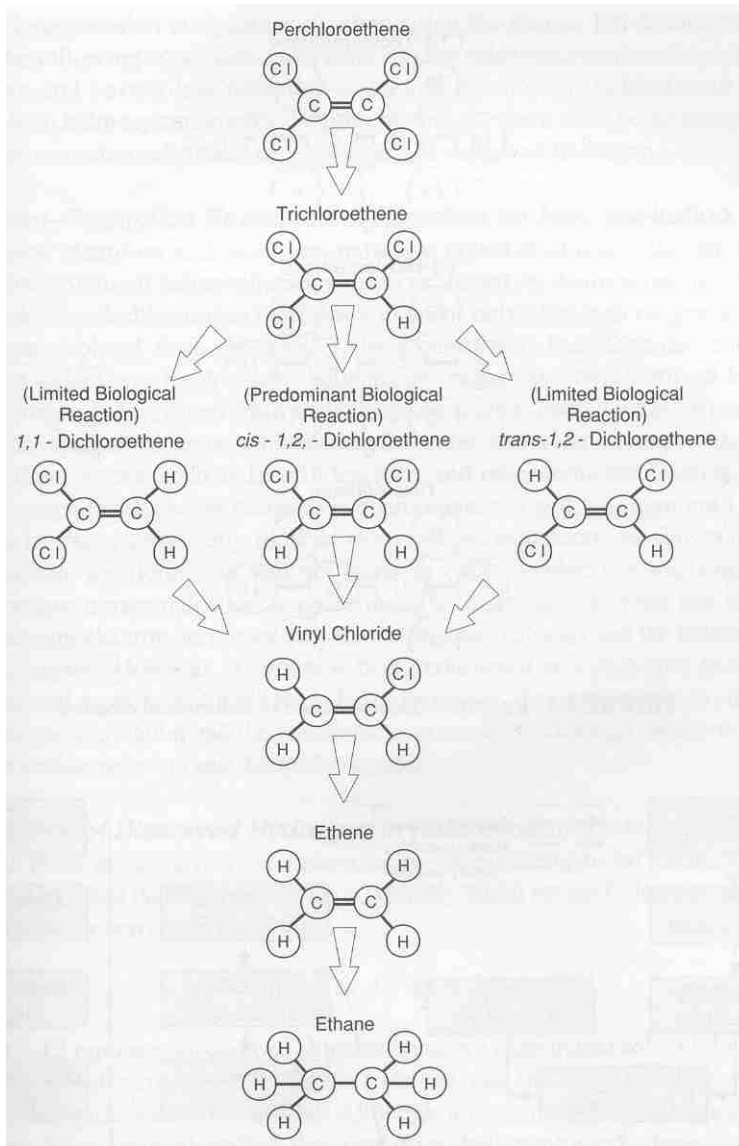 Perchloroethene
Cl Cl
C C
Cl Cl
Trichloroethene
Cl Cl
C C
Cl H
(Limited Biological
Reaction)
1,1 - Dichloroethene
(Predominant Biological
Reaction)
cis - 1,2, - Dichloroethene
(Limited Biological
Reaction)
trans-1,2 - Dichloroethene
Cl H
C C
Cl H
Cl Cl
C C
H H
H Cl
C C
Cl H
Vinyl Chloride
H Cl
C C
H H
Ethene
H H
C C
H H
Ethane
H H
H C C H
H H